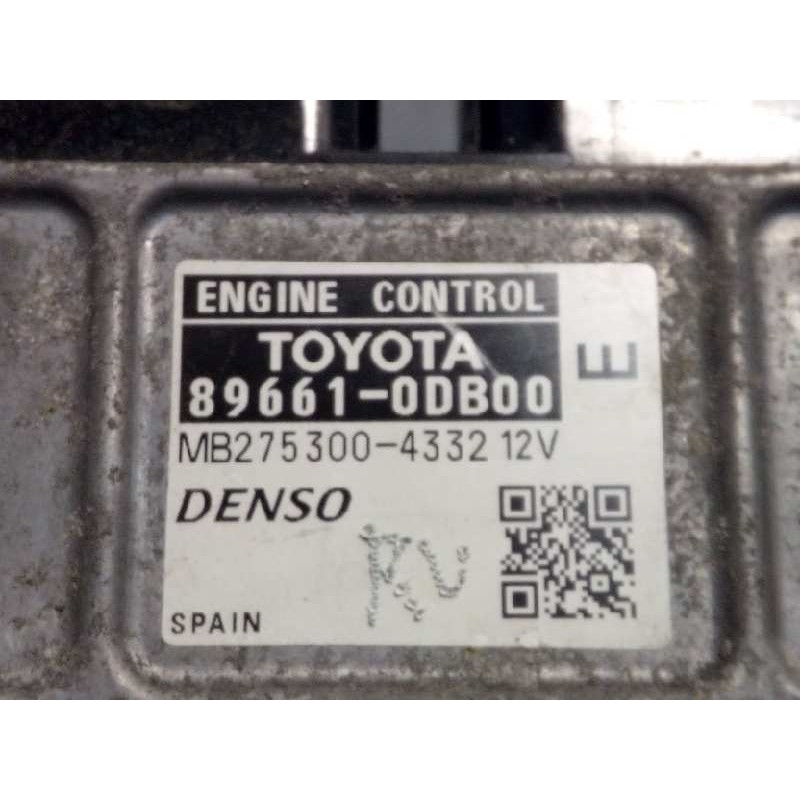 ENGINE CONTROL
TOYOTA
89661-0DB00
E
MB275300-4332 12V
DENSO
SPAIN